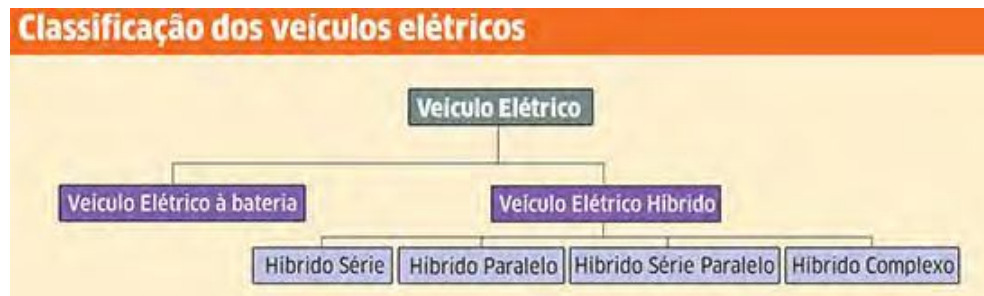 Classificação dos veículos elétricos
Veículo Elétrico
Veículo Elétrico à bateria
Veículo Elétrico Híbrido
Híbrido Série
Híbrido Paralelo
Híbrido Série Paralelo
Híbrido Complexo